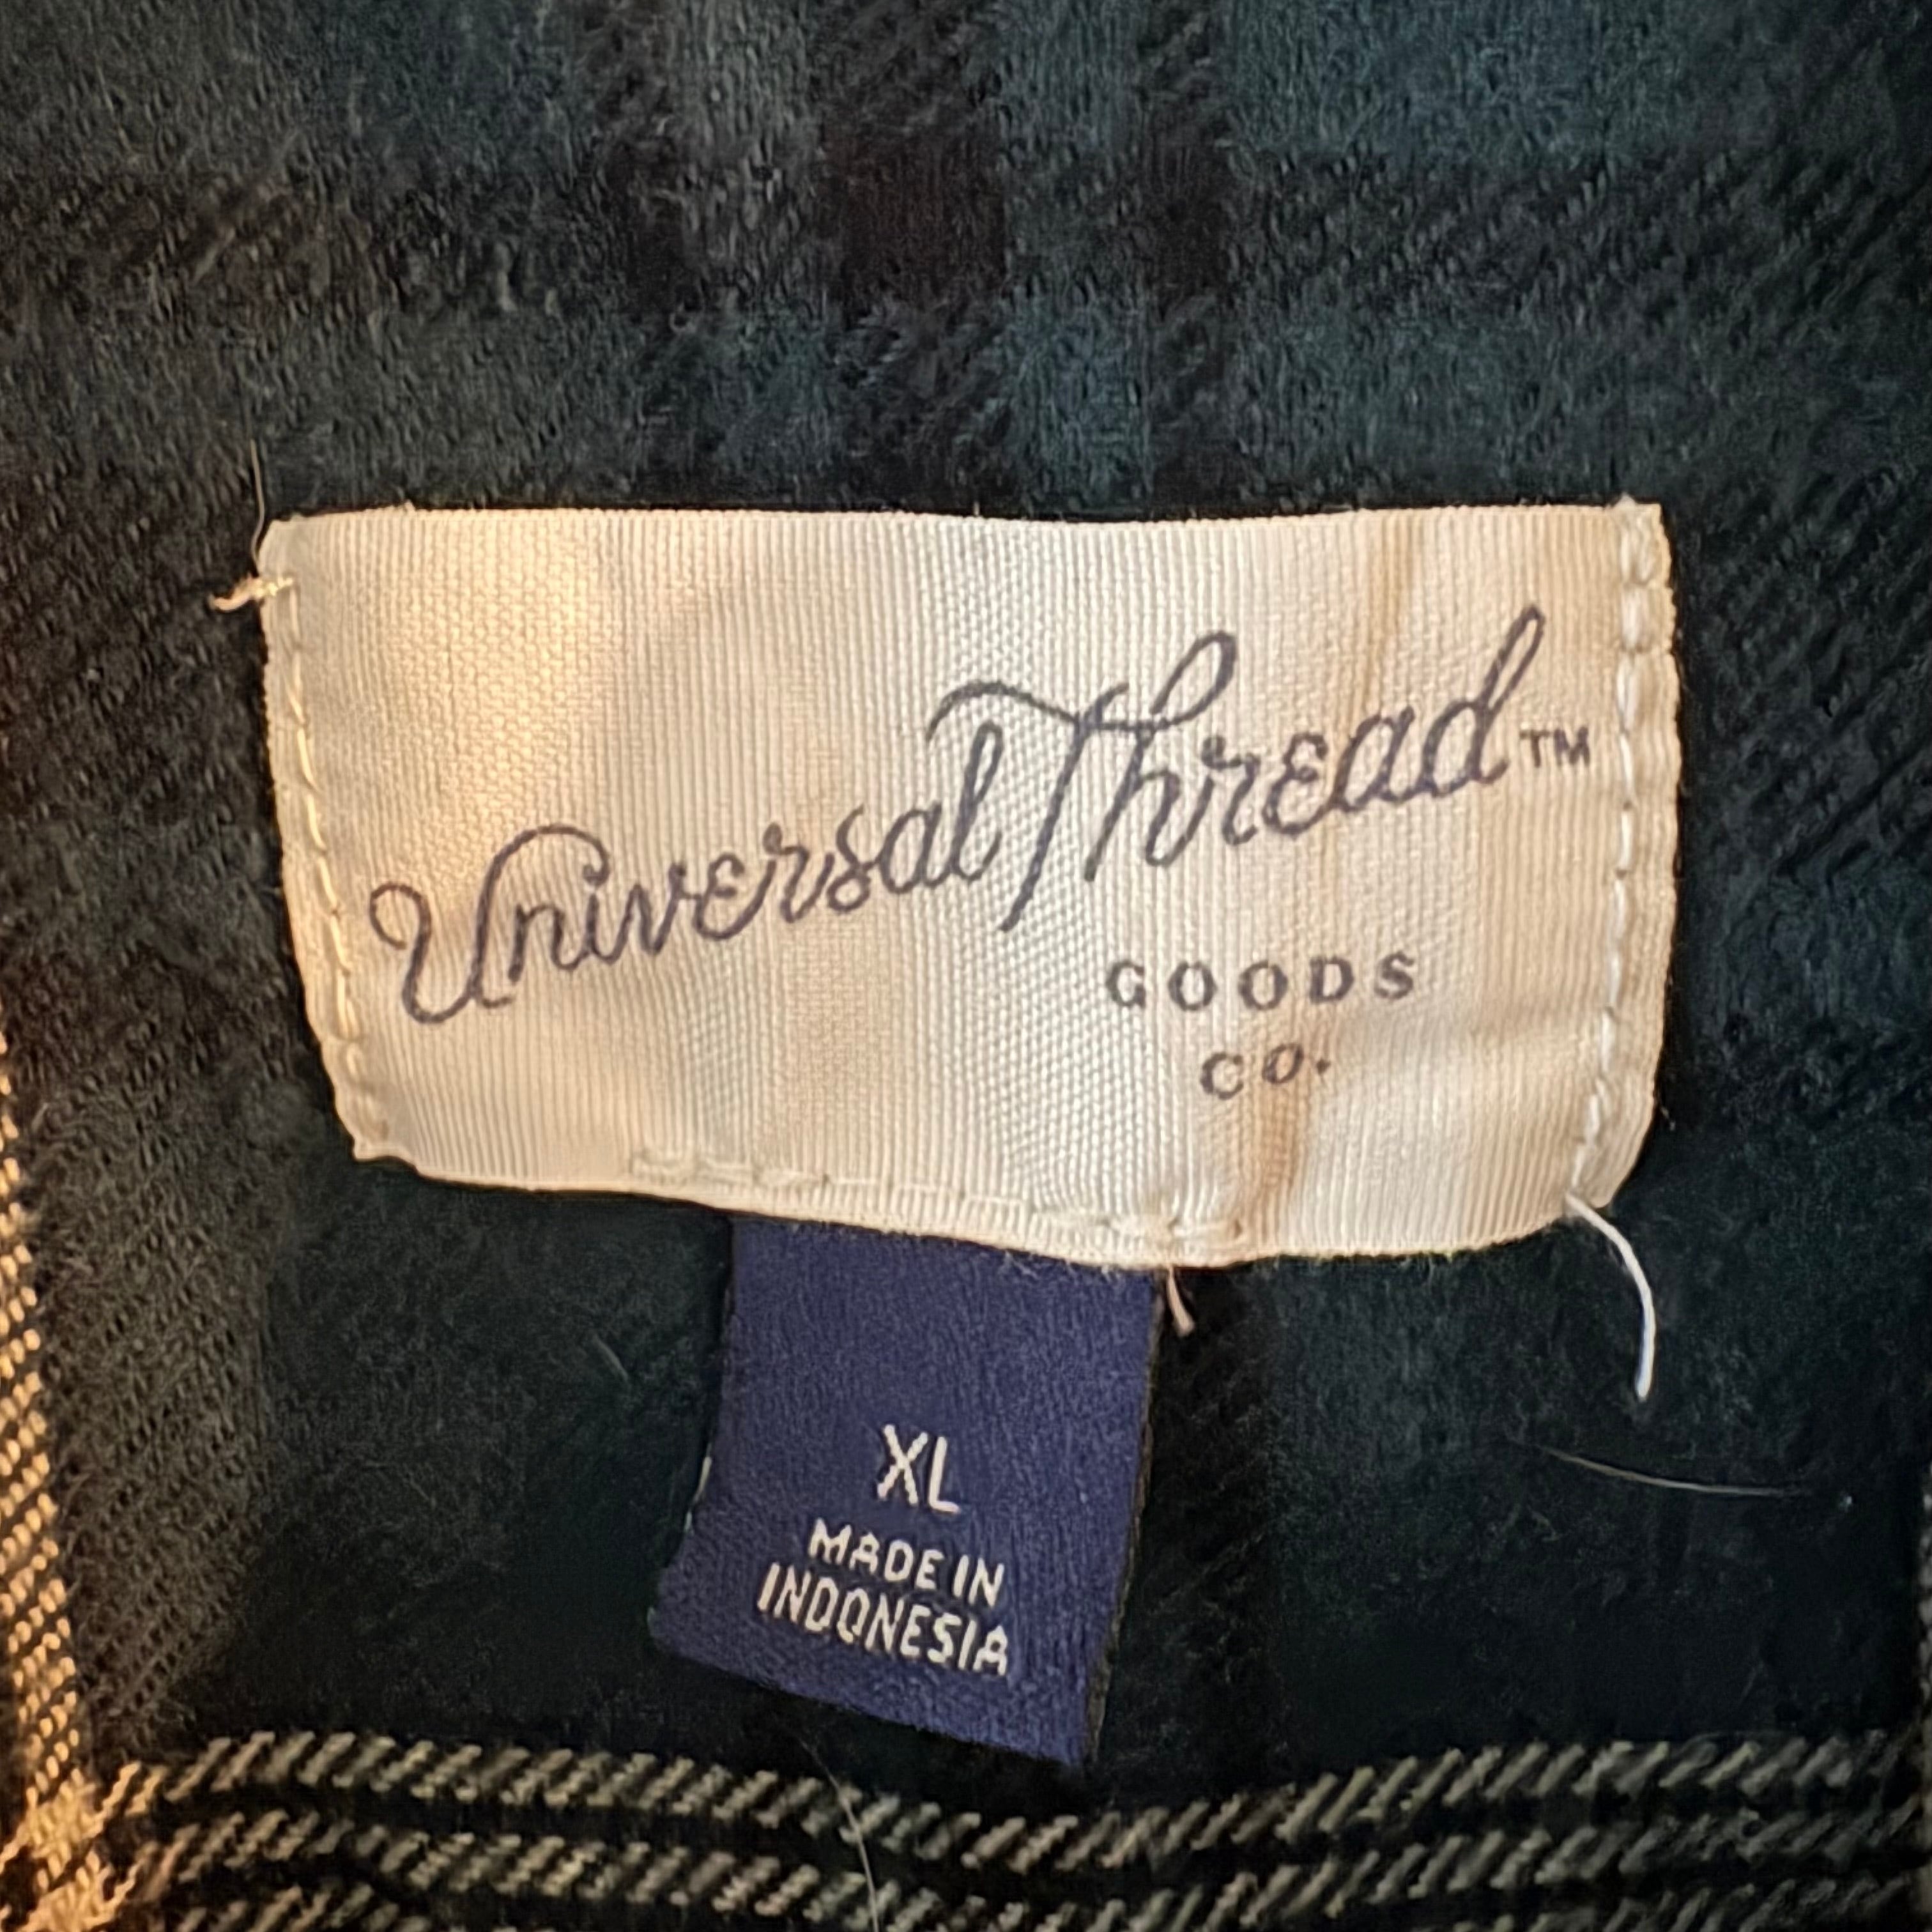 Universal Thread™
GOODS
CO.
XL
MADE IN
INDONESIA